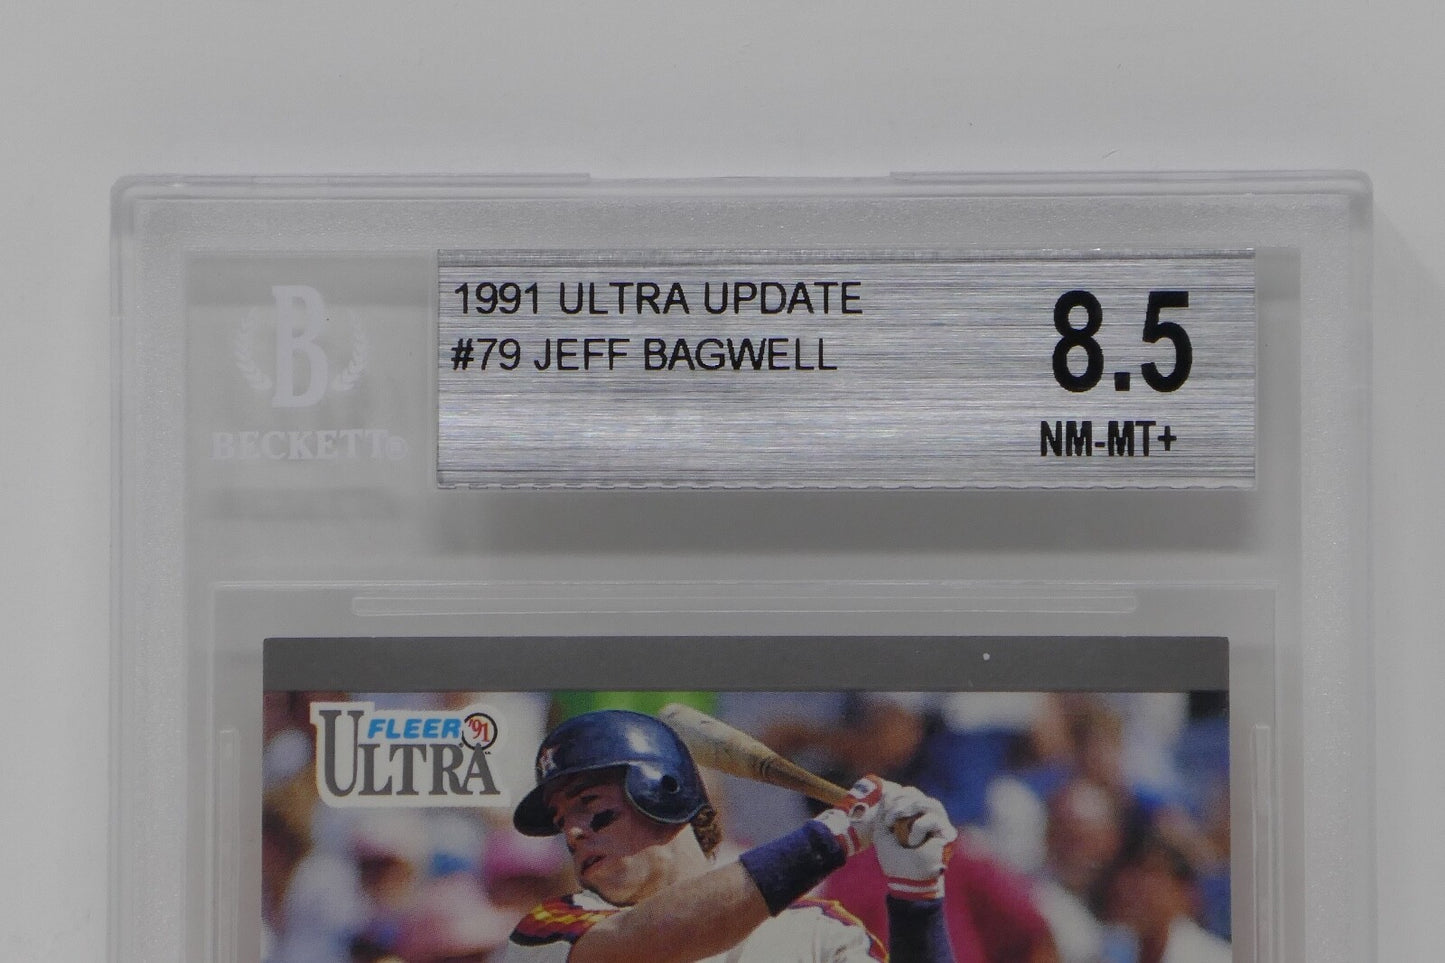 B
BECKETT®
1991 ULTRA UPDATE
#79 JEFF BAGWELL
8.5
NM-MT+
FLEER '91
ULTRA